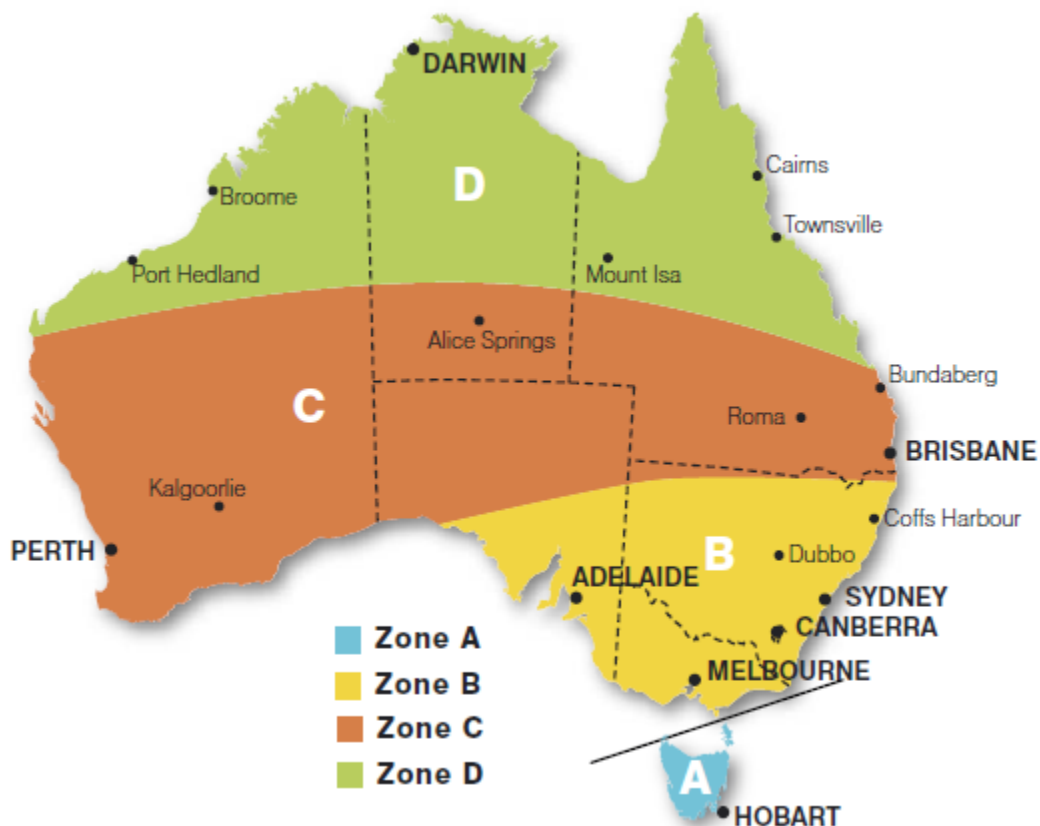 DARWIN
Cairns
D
Broome
Townsville
Port Hedland
Mount Isa
Alice Springs
Bundaberg
C
Roma
BRISBANE
Kalgoorlie
Coffs Harbour
PERTH
B
Dubbo
ADELAIDE
SYDNEY
CANBERRA
Zone A
MELBOURNE
Zone B
Zone C
Zone D
A
HOBART